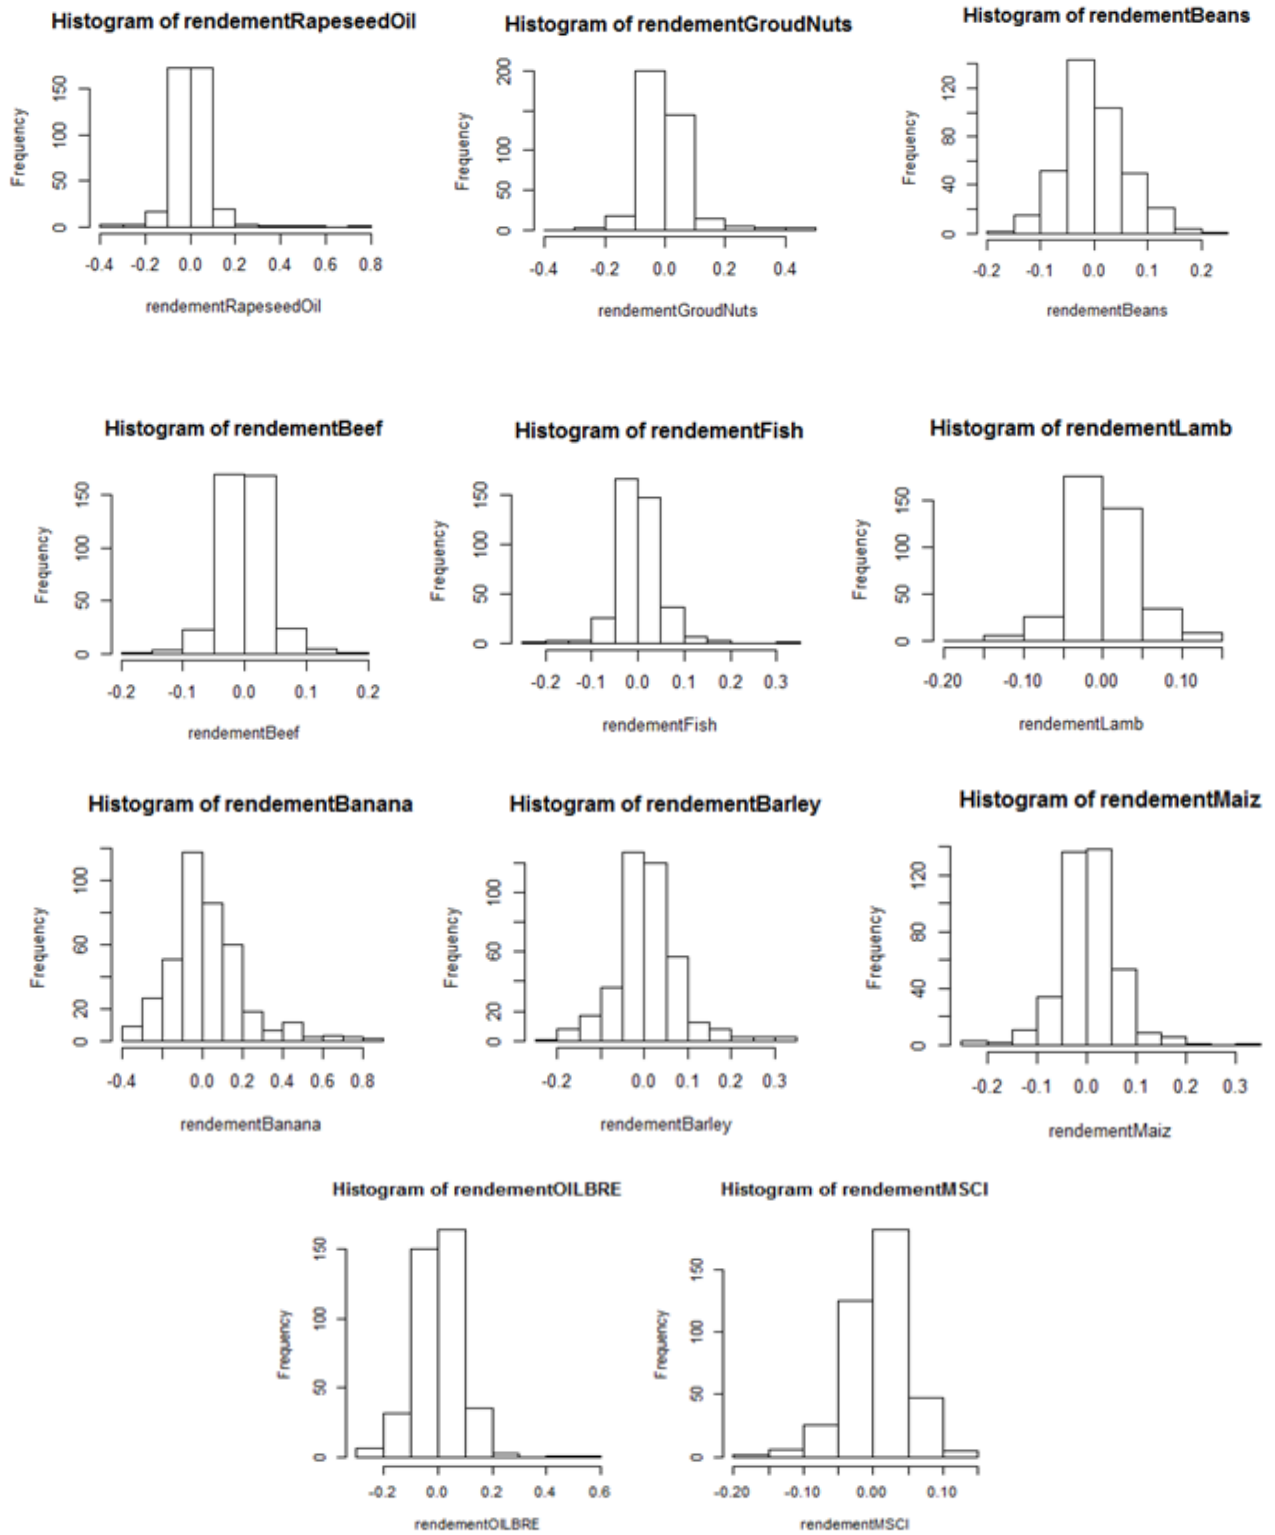 Histogram of rendementRapeseedOil
Frequency
0 50 100 150
-0.4 -0.2 0.0 0.2 0.4 0.6 0.8
rendementRapeseedOil
Histogram of rendementGroudNuts
Frequency
0 50 100 200
-0.4 -0.2 0.0 0.2 0.4
rendementGroudNuts
Histogram of rendementBeans
Frequency
0 40 80 120
-0.2 -0.1 0.0 0.1 0.2
rendementBeans
Histogram of rendementBeef
Frequency
0 50 100 150
-0.2 -0.1 0.0 0.1 0.2
rendementBeef
Histogram of rendementFish
Frequency
0 50 100 150
-0.2 -0.1 0.0 0.1 0.2 0.3
rendementFish
Histogram of rendementLamb
Frequency
0 50 100 150
-0.20 -0.10 0.00 0.10
rendementLamb
Histogram of rendementBanana
Frequency
0 20 60 100
-0.4 0.0 0.2 0.4 0.6 0.8
rendementBanana
Histogram of rendementBarley
Frequency
0 20 60 100
-0.2 0.0 0.1 0.2 0.3
rendementBarley
Histogram of rendementMaiz
Frequency
0 40 80 120
-0.2 -0.1 0.0 0.1 0.2 0.3
rendementMaiz
Histogram of rendementOILBRE
Frequency
0 50 100 150
-0.2 0.0 0.2 0.4 0.6
rendementOILBRE
Histogram of rendementMSCI
Frequency
0 50 100 150
-0.20 -0.10 0.00 0.10
rendementMSCI